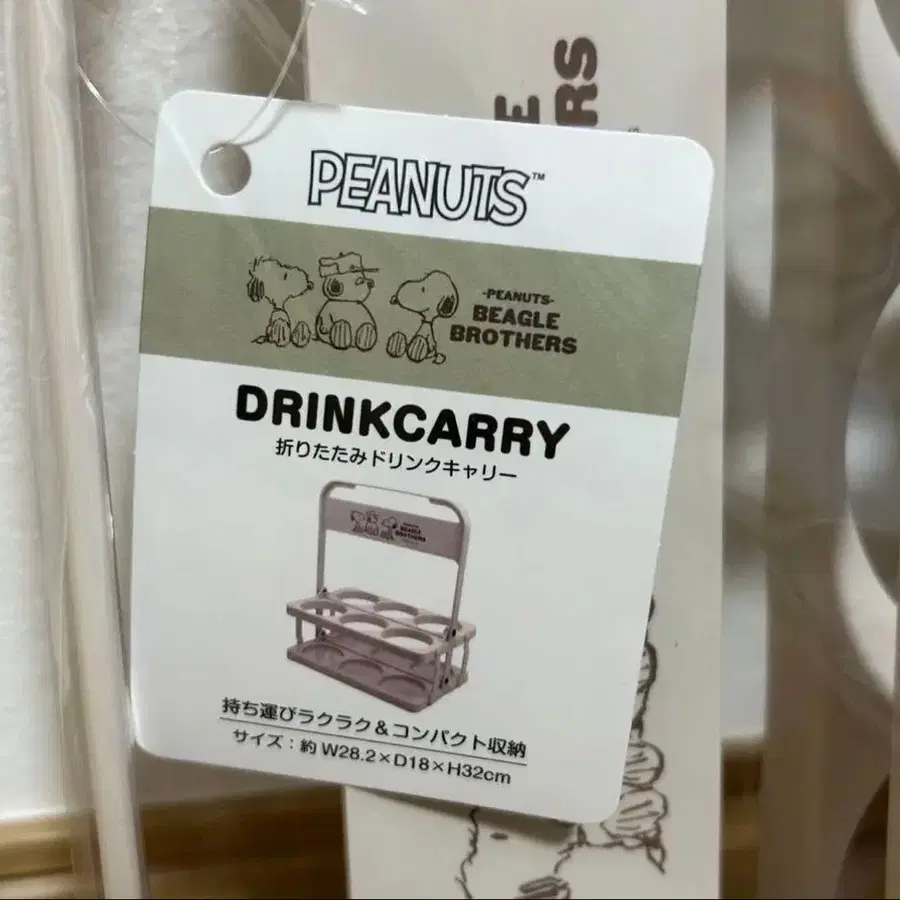 PEANUTS™
-PEANUTS-
BEAGLE
BROTHERS
DRINKCARRY
折りたたみドリンクキャリー
BEAGLE
BROTHERS
持ち運びラクラク&コンパクト収納
サイズ:約 W28.2×D18×H32cm